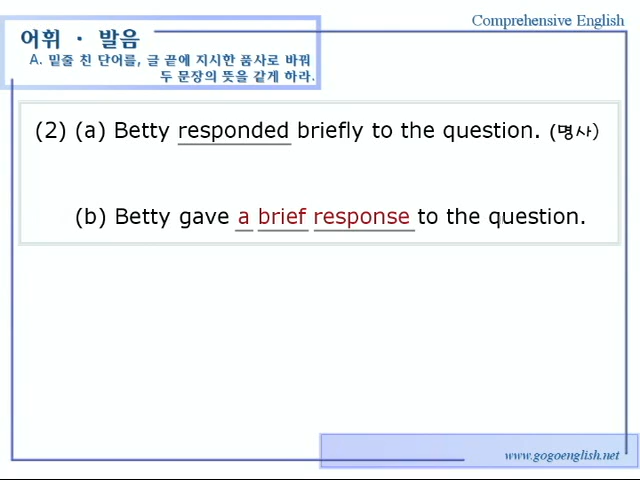 Comprehensive English
어휘 · 발음
A. 밑줄 친 단어를, 글 끝에 지시한 품사로 바꿔
두 문장의 뜻을 같게 하라.
(2) (a) Betty responded briefly to the question. (명사)
(b) Betty gave a brief response to the question.
www.gogoenglish.net